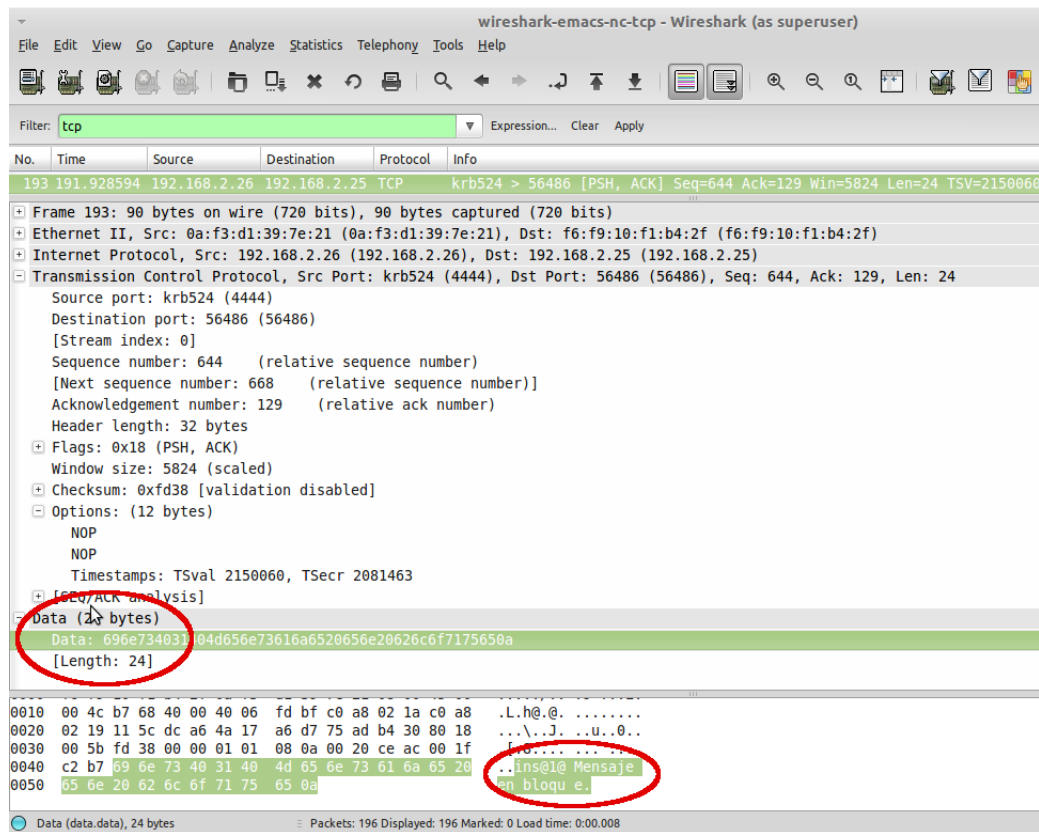 wireshark-emacs-nc-tcp - Wireshark (as superuser)
File Edit View Go Capture Analyze Statistics Telephony Tools Help
Filter: tcp Expression... Clear Apply
No. Time Source Destination Protocol Info
193 191.928594 192.168.2.26 192.168.2.25 TCP krb524 > 56486 [PSH, ACK] Seq=644 Ack=129 Win=5824 Len=24 TSV=2150060
Frame 193: 90 bytes on wire (720 bits), 90 bytes captured (720 bits)
Ethernet II, Src: 0a:f3:d1:39:7e:21 (0a:f3:d1:39:7e:21), Dst: f6:f9:10:f1:b4:2f (f6:f9:10:f1:b4:2f)
Internet Protocol, Src: 192.168.2.26 (192.168.2.26), Dst: 192.168.2.25 (192.168.2.25)
Transmission Control Protocol, Src Port: krb524 (4444), Dst Port: 56486 (56486), Seq: 644, Ack: 129, Len: 24
Source port: krb524 (4444)
Destination port: 56486 (56486)
[Stream index: 0]
Sequence number: 644 (relative sequence number)
[Next sequence number: 668 (relative sequence number)]
Acknowledgement number: 129 (relative ack number)
Header length: 32 bytes
Flags: 0x18 (PSH, ACK)
Window size: 5824 (scaled)
Checksum: 0xfd38 [validation disabled]
Options: (12 bytes)
NOP
NOP
Timestamps: TSval 2150060, TSecr 2081463
[SEQ/ACK analysis]
Data (24 bytes)
Data: 696e734031404d656e73616a6520656e20626c6f7175650a
[Length: 24]
0010 00 4c b7 68 40 00 40 06 fd bf c0 a8 02 1a c0 a8 .L.h@.@. ........
0020 02 19 11 5c dc a6 4a 17 a6 d7 75 ad b4 30 80 18 ...\..J. ..u..0..
0030 00 5b fd 38 00 00 01 01 08 0a 00 20 ce ac 00 1f
0040 c2 b7 69 6e 73 40 31 40 4d 65 6e 73 61 6a 65 20 ..ins@1@ Mensaje
0050 65 6e 20 62 6c 6f 71 75 65 0a en bloqu e.
Data (data.data), 24 bytes Packets: 196 Displayed: 196 Marked: 0 Load time: 0:00.008